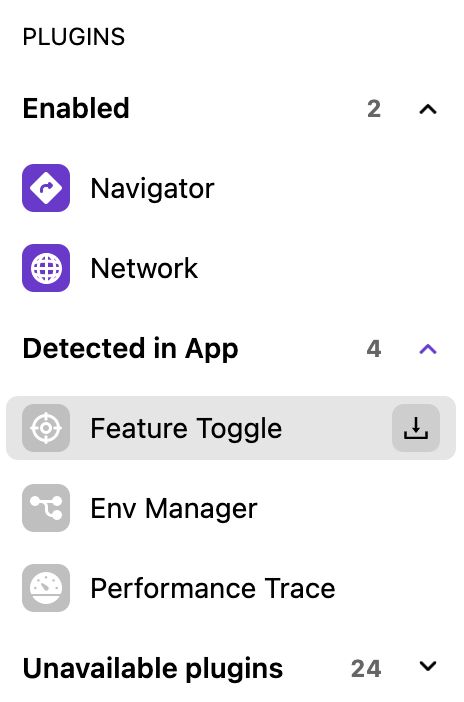 PLUGINS
Enabled 2
Navigator
Network
Detected in App 4
Feature Toggle
Env Manager
Performance Trace
Unavailable plugins 24